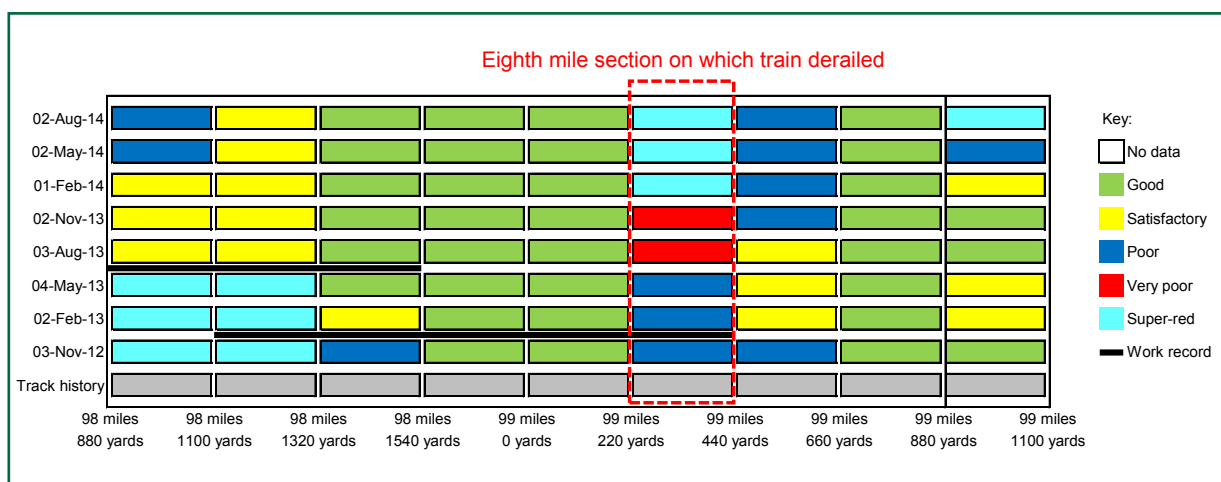 Eighth mile section on which train derailed
02-Aug-14
02-May-14
01-Feb-14
02-Nov-13
03-Aug-13
04-May-13
02-Feb-13
03-Nov-12
Track history
98 miles 98 miles 98 miles 98 miles 99 miles 99 miles 99 miles 99 miles 99 miles 99 miles
880 yards 1100 yards 1320 yards 1540 yards 0 yards 220 yards 440 yards 660 yards 880 yards 1100 yards
Key:
No data
Good
Satisfactory
Poor
Very poor
Super-red
Work record